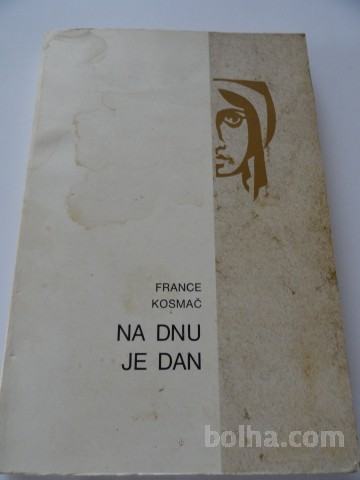 FRANCE
KOSMAČ
NA DNU
JE DAN
bolha.com